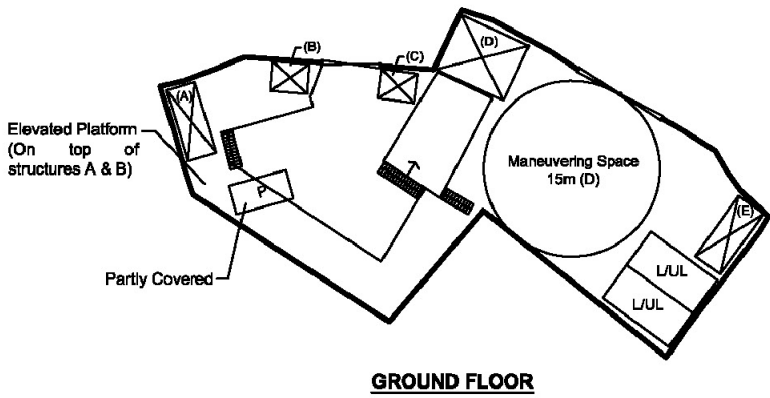 (B)
(C)
(D)
(A)
Elevated Platform
(On top of
structures A & B)
Maneuvering Space
15m (D)
P
(E)
Partly Covered
L/UL
L/UL
GROUND FLOOR